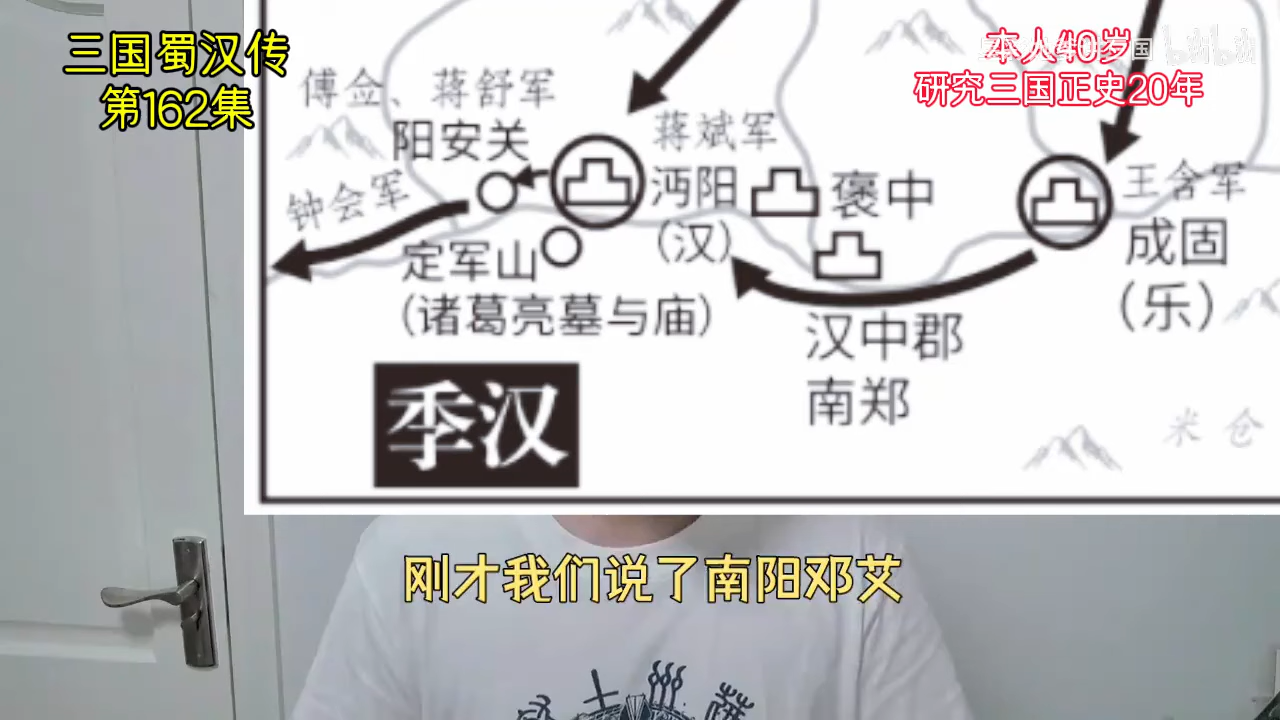 三国蜀汉传
第162集
本人40岁
研究三国正史20年
傅佥、蒋舒军
阳安关
蒋斌军
沔阳
(汉)
褒中
王含军
成固
(乐)
钟会军
定军山
(诸葛亮墓与庙)
汉中郡
南郑
季汉
米仓
刚才我们说了南阳邓艾